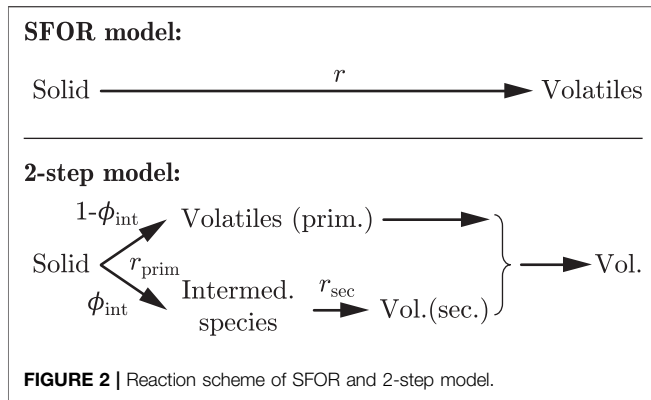 SFOR model:
r
Solid Volatiles
2-step model:
1-ϕint Volatiles (prim.)
Solid rprim Vol.
ϕint Intermed. species rsec Vol.(sec.)
FIGURE 2 | Reaction scheme of SFOR and 2-step model.